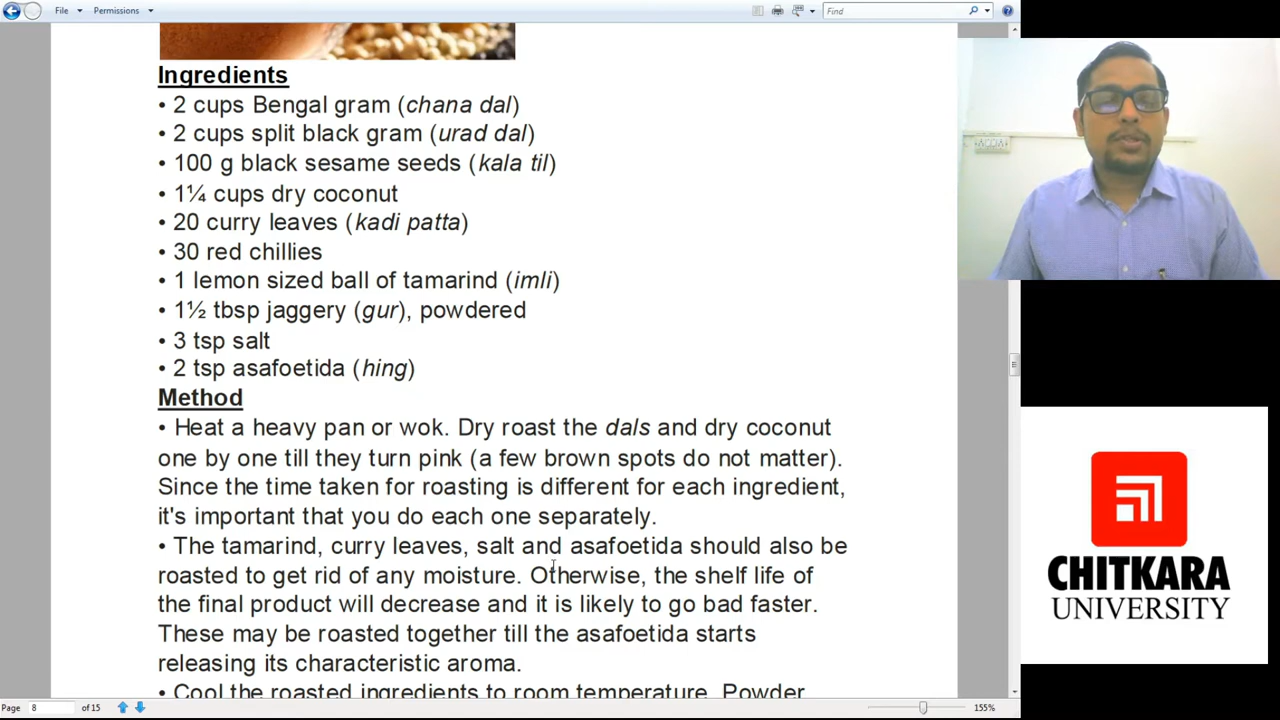 File
Permissions
Find
Ingredients
• 2 cups Bengal gram (chana dal)
• 2 cups split black gram (urad dal)
• 100 g black sesame seeds (kala til)
• 1¼ cups dry coconut
• 20 curry leaves (kadi patta)
• 30 red chillies
• 1 lemon sized ball of tamarind (imli)
• 1½ tbsp jaggery (gur), powdered
• 3 tsp salt
• 2 tsp asafoetida (hing)
Method
• Heat a heavy pan or wok. Dry roast the dals and dry coconut
one by one till they turn pink (a few brown spots do not matter).
Since the time taken for roasting is different for each ingredient,
it's important that you do each one separately.
• The tamarind, curry leaves, salt and asafoetida should also be
roasted to get rid of any moisture. Otherwise, the shelf life of
the final product will decrease and it is likely to go bad faster.
These may be roasted together till the asafoetida starts
releasing its characteristic aroma.
• Cool the roasted ingredients to room temperature. Powder
CHITKARA
UNIVERSITY
Page 8 of 15
155%